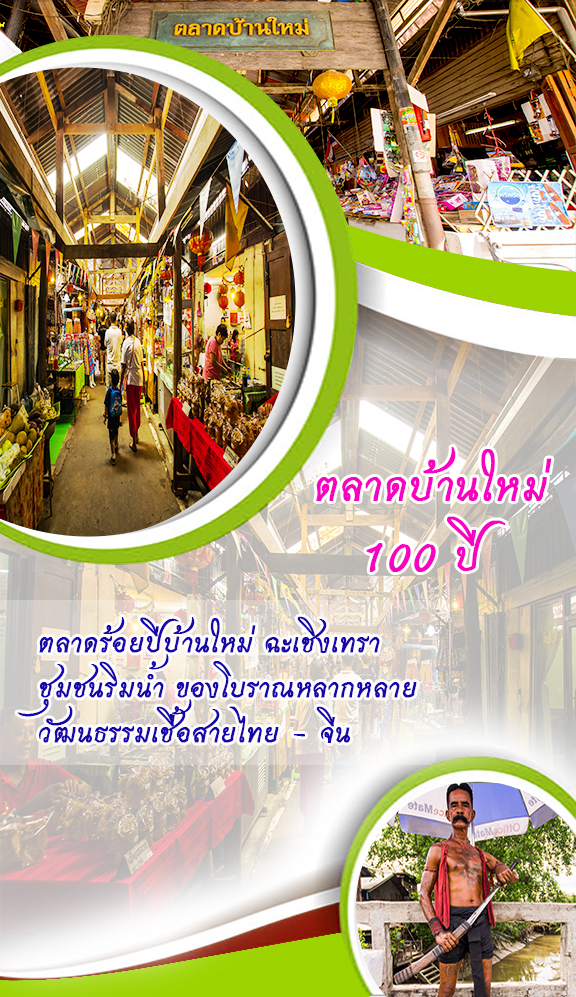 ตลาดบ้านใหม่
ตลาดบ้านใหม่
100 ปี
ตลาดร้อยปีบ้านใหม่ ฉะเชิงเทรา
ชุมชนริมน้ำ ของโบราณหลากหลาย
วัฒนธรรมเชื้อสายไทย - จีน
OfficeMate
OfficeMate